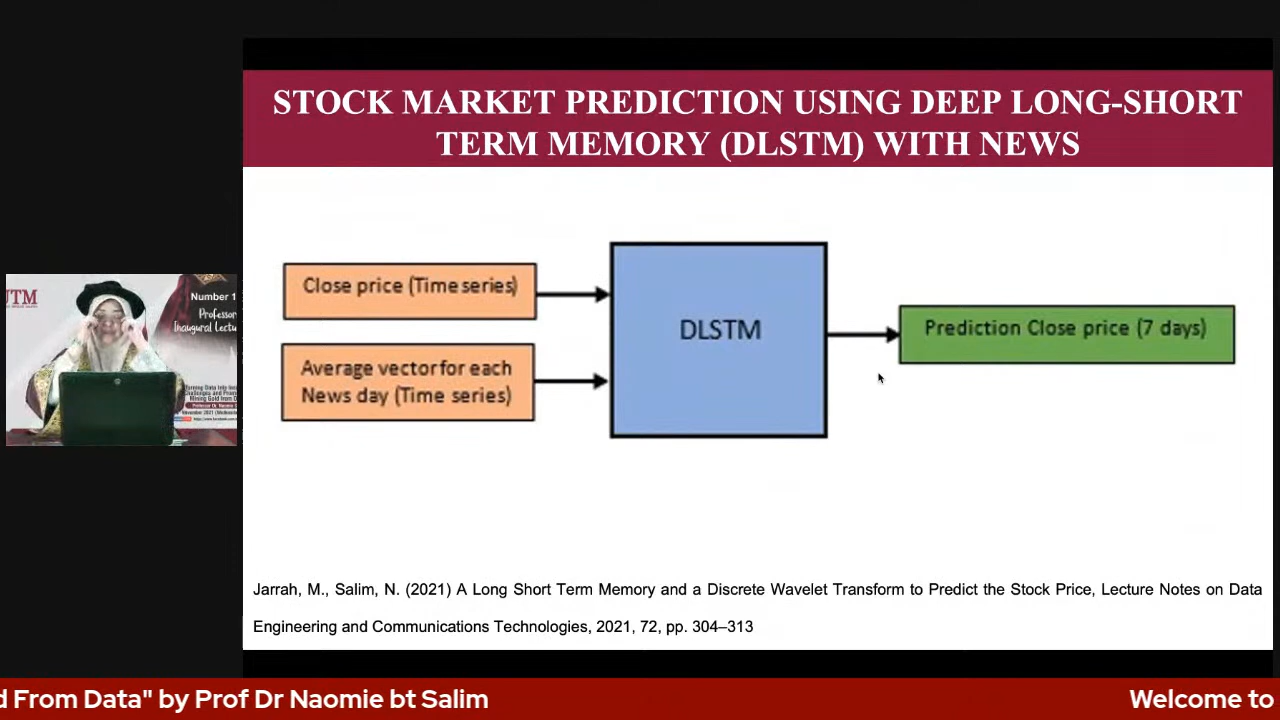 STOCK MARKET PREDICTION USING DEEP LONG-SHORT
TERM MEMORY (DLSTM) WITH NEWS
Close price (Time series)
Average vector for each
News day (Time series)
DLSTM
Prediction Close price (7 days)
Jarrah, M., Salim, N. (2021) A Long Short Term Memory and a Discrete Wavelet Transform to Predict the Stock Price, Lecture Notes on Data
Engineering and Communications Technologies, 2021, 72, pp. 304–313
UTM
Number 1
Professor
Inaugural Lectu
d From Data" by Prof Dr Naomie bt Salim
Welcome to